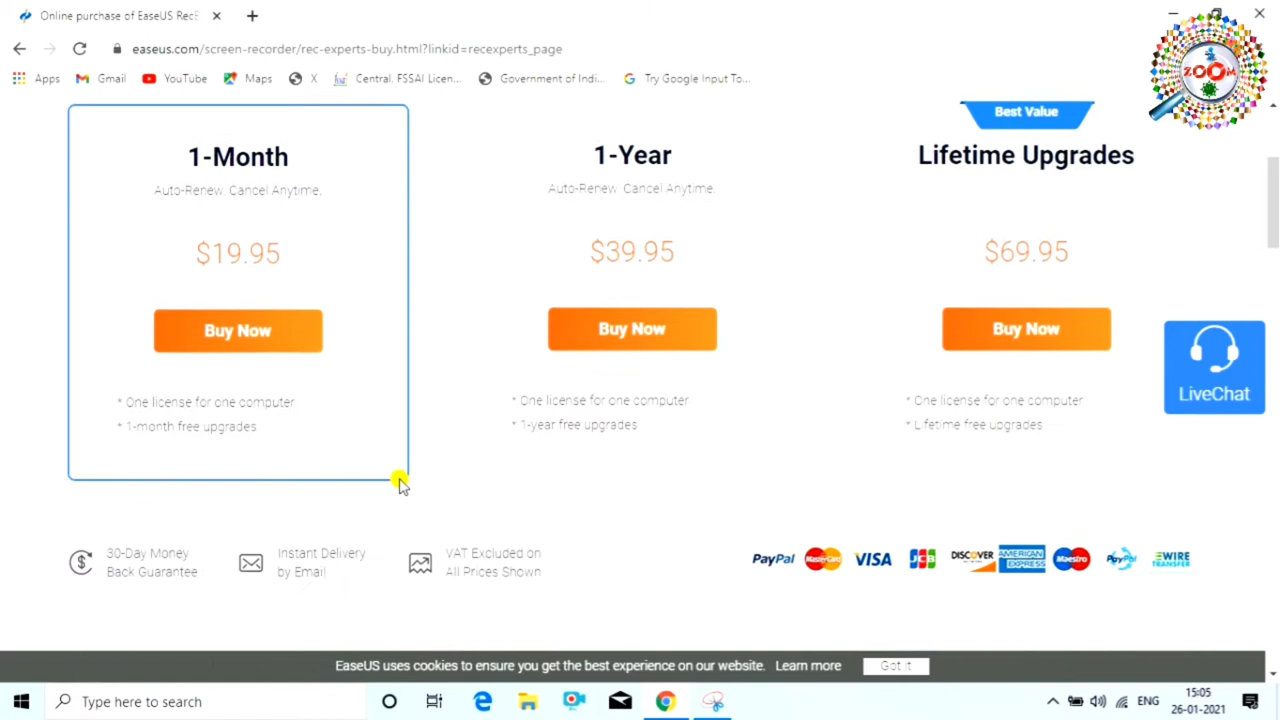 Online purchase of EaseUS RecE
easeus.com/screen-recorder/rec-experts-buy.html?linkid=recexperts_page
Apps Gmail YouTube Maps X Central. FSSAI Licen... Government of Indi... Try Google Input To...
ZOOM
Best Value
1-Month 1-Year Lifetime Upgrades
Auto-Renew. Cancel Anytime. Auto-Renew. Cancel Anytime.
$19.95 $39.95 $69.95
Buy Now Buy Now Buy Now
LiveChat
* One license for one computer * One license for one computer * One license for one computer
* 1-month free upgrades * 1-year free upgrades * Lifetime free upgrades
30-Day Money Instant Delivery VAT Excluded on
Back Guarantee by Email All Prices Shown
PayPal MasterCard VISA JCB DISCOVER AMERICAN EXPRESS Maestro PayPal WIRE TRANSFER
EaseUS uses cookies to ensure you get the best experience on our website. Learn more Got it
Type here to search
ENG 15:05
26-01-2021